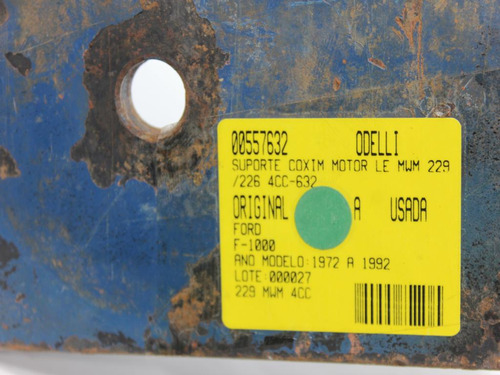 00557632 ODELLI
SUPORTE COXIM MOTOR LE MWM 229
/226 4CC-632
ORIGINAL A USADA
FORD
F-1000
ANO MODELO:1972 A 1992
LOTE:000027
229 MWM 4CC